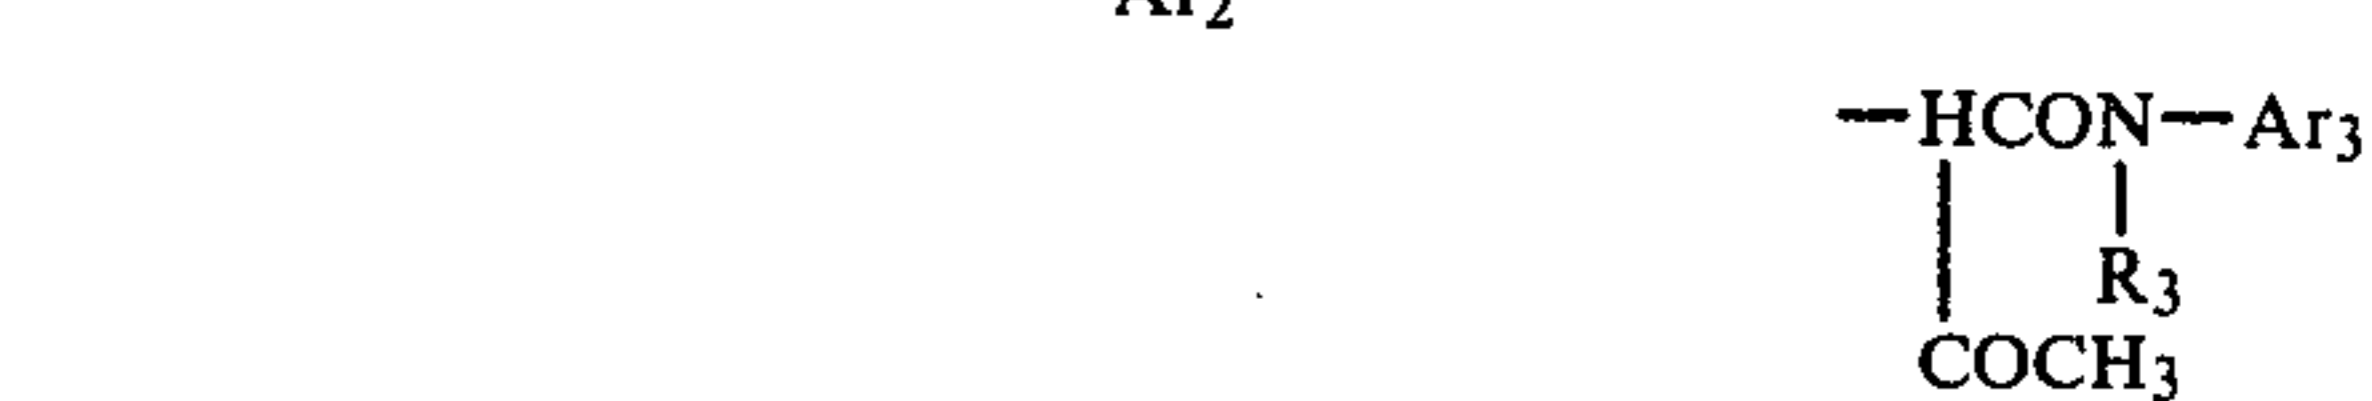 Ar₂
—HCON—Ar₃
R₃
COCH₃